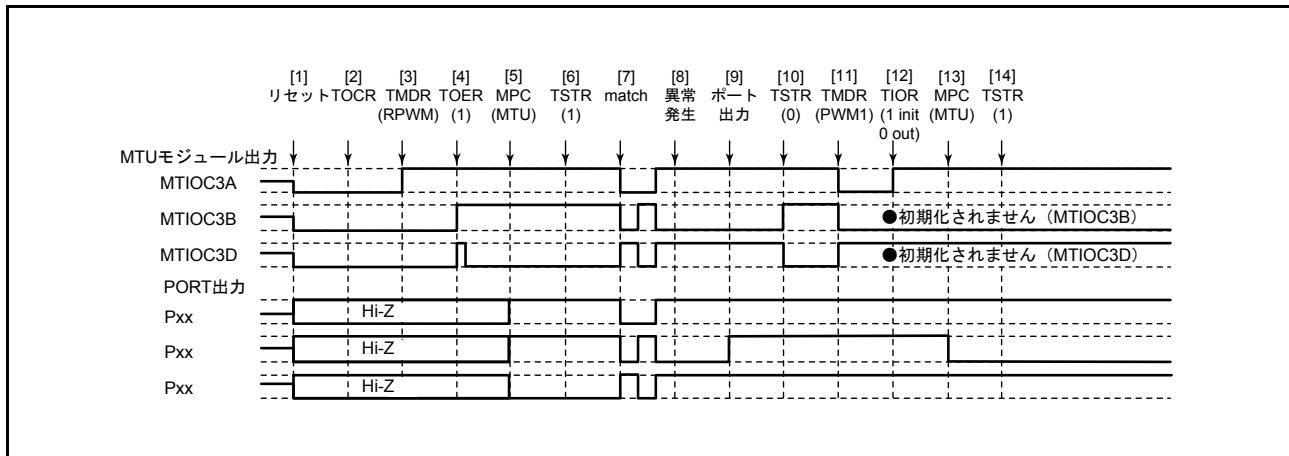 [1] [2] [3] [4] [5] [6] [7] [8] [9] [10] [11] [12] [13] [14]
リセット TOCR TMDR TOER MPC TSTR match 異常 ポート TSTR TMDR TIOR MPC TSTR
(RPWM) (1) (MTU) (1) 発生 出力 (0) (PWM1) (1 init (MTU) (1)
0 out)
MTUモジュール出力
MTIOC3A
MTIOC3B ●初期化されません（MTIOC3B）
MTIOC3D ●初期化されません（MTIOC3D）
PORT出力
Pxx Hi-Z
Pxx Hi-Z
Pxx Hi-Z